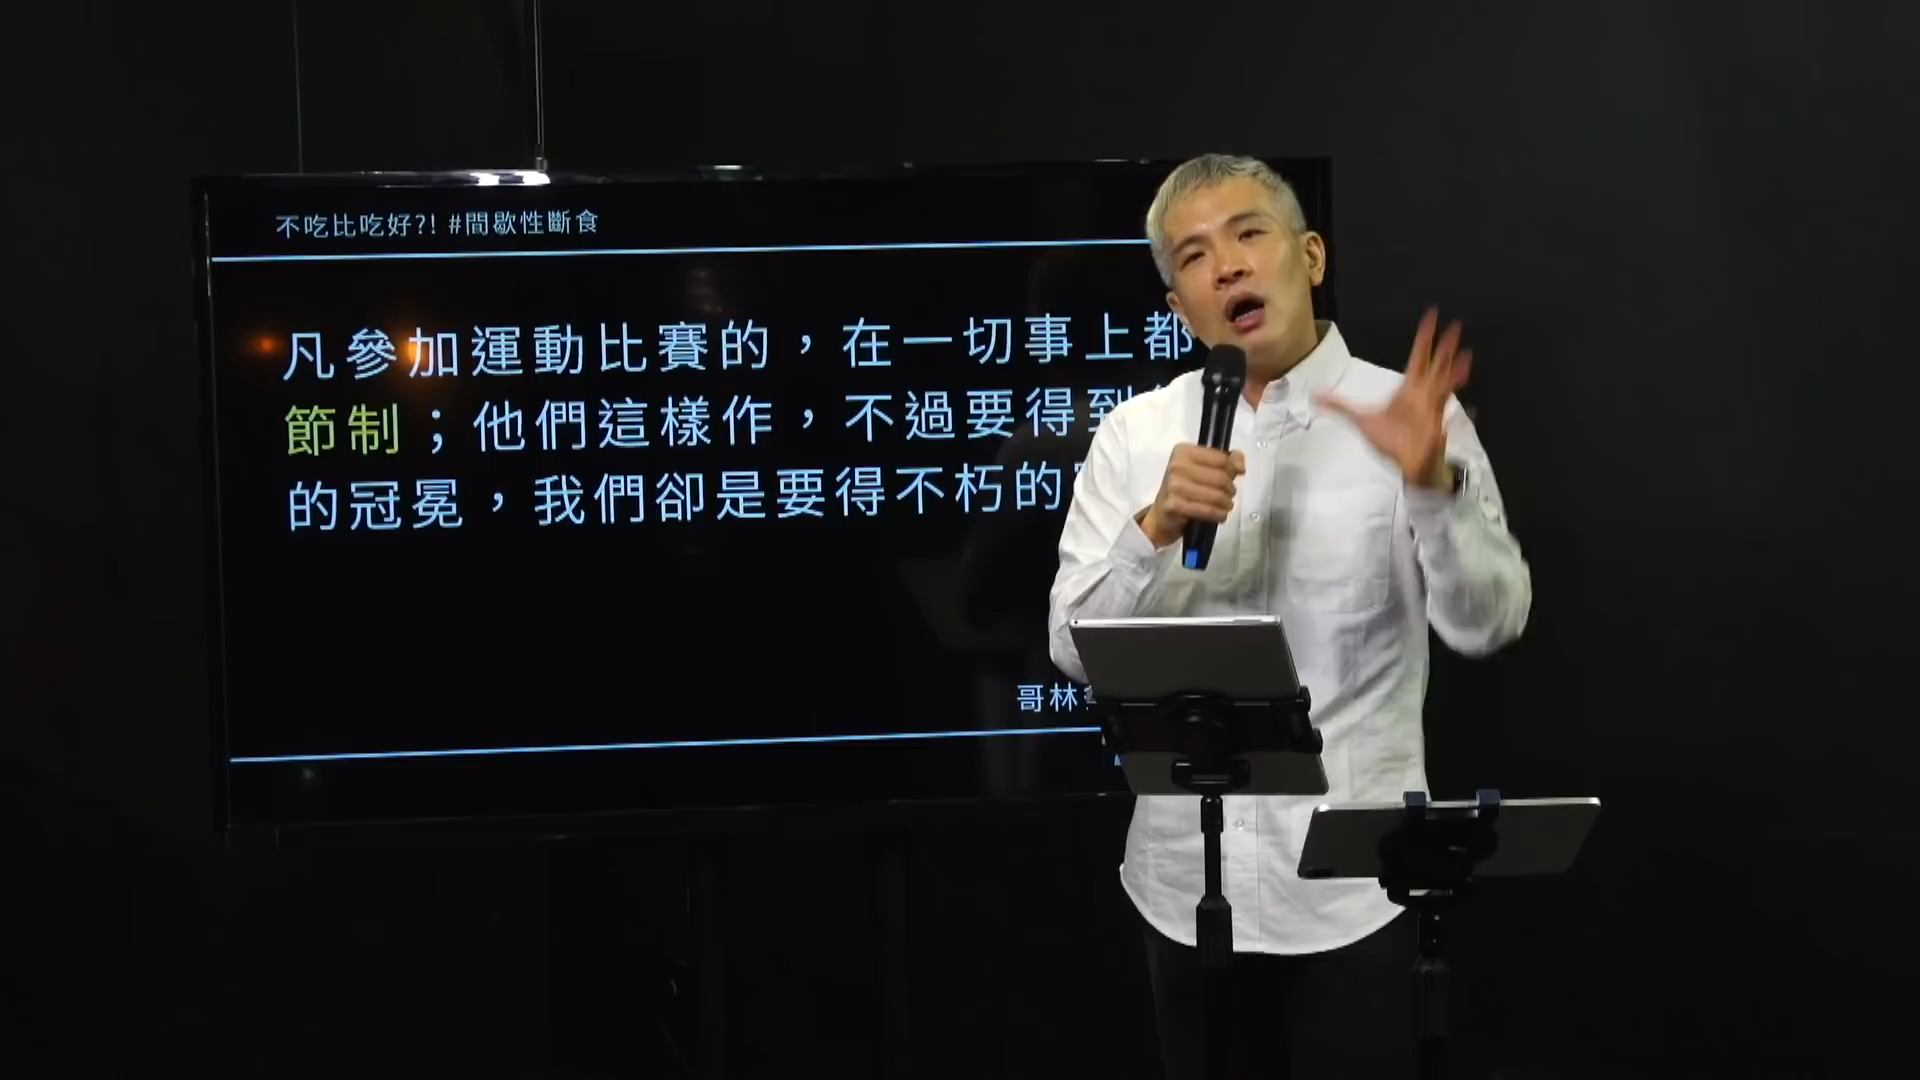 不吃比吃好?! #間歇性斷食
凡參加運動比賽的，在一切事上都
節制；他們這樣作，不過要得到
的冠冕，我們卻是要得不朽的
哥林